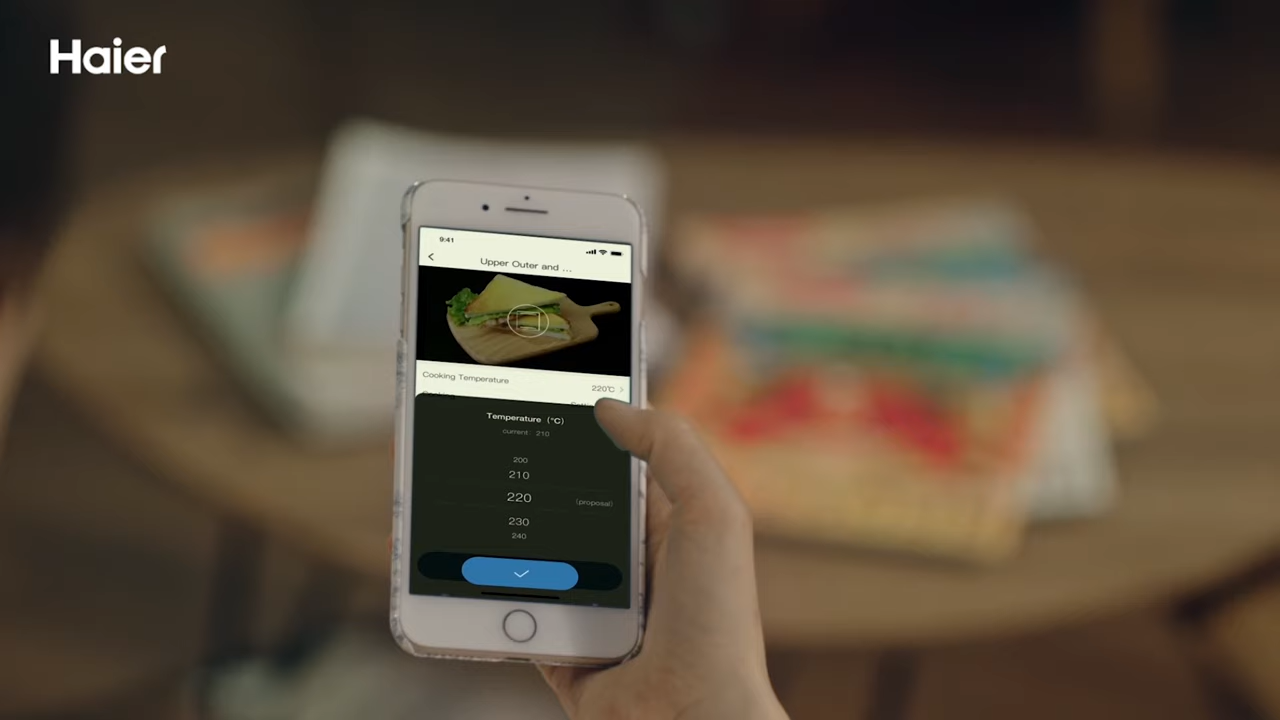 Haier
9:41
Upper Outer and ...
Cooking Temperature 220℃
Temperature (°C)
current 210
200
210
220 (proposal)
230
240